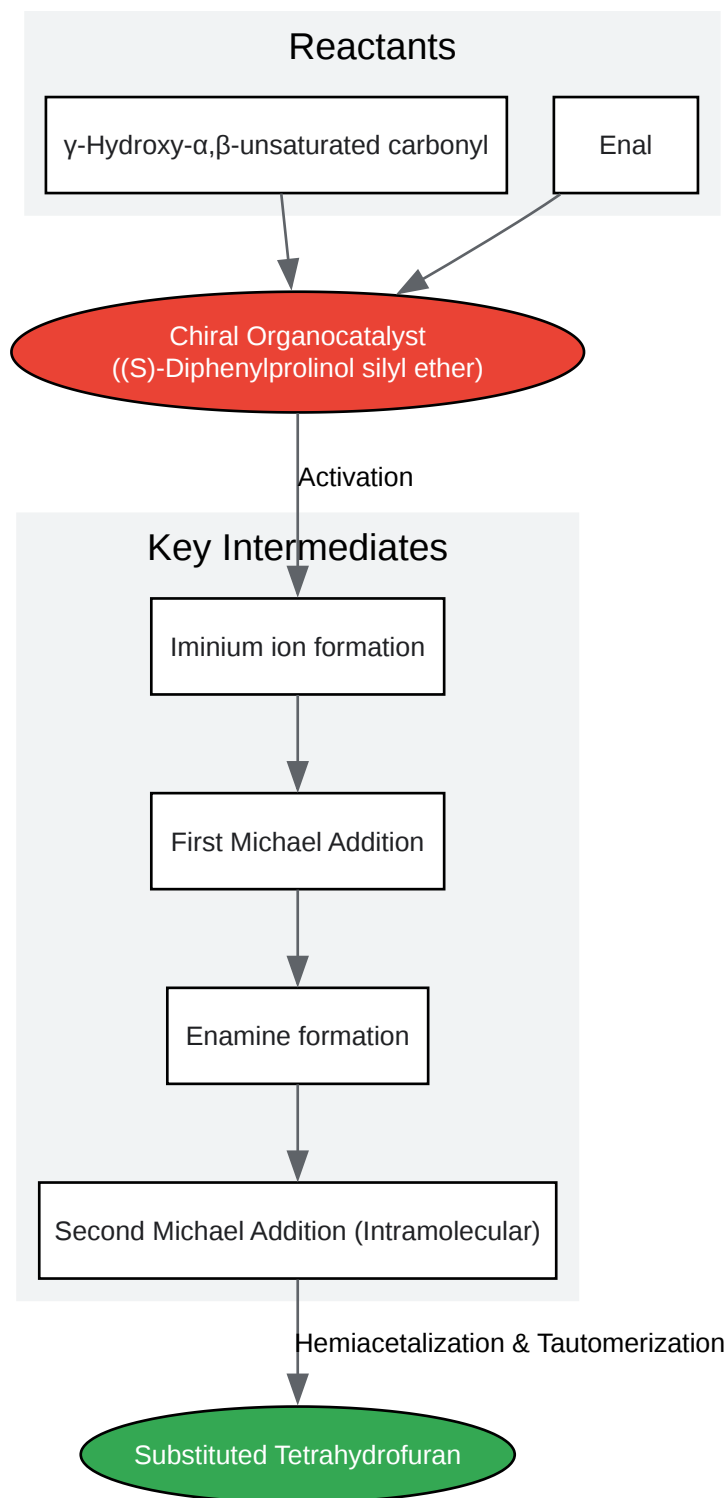 Reactants
γ-Hydroxy-α,β-unsaturated carbonyl
Enal
Chiral Organocatalyst
((S)-Diphenylprolinol silyl ether)
Activation
Key Intermediates
Iminium ion formation
First Michael Addition
Enamine formation
Second Michael Addition (Intramolecular)
Hemiacetalization & Tautomerization
Substituted Tetrahydrofuran